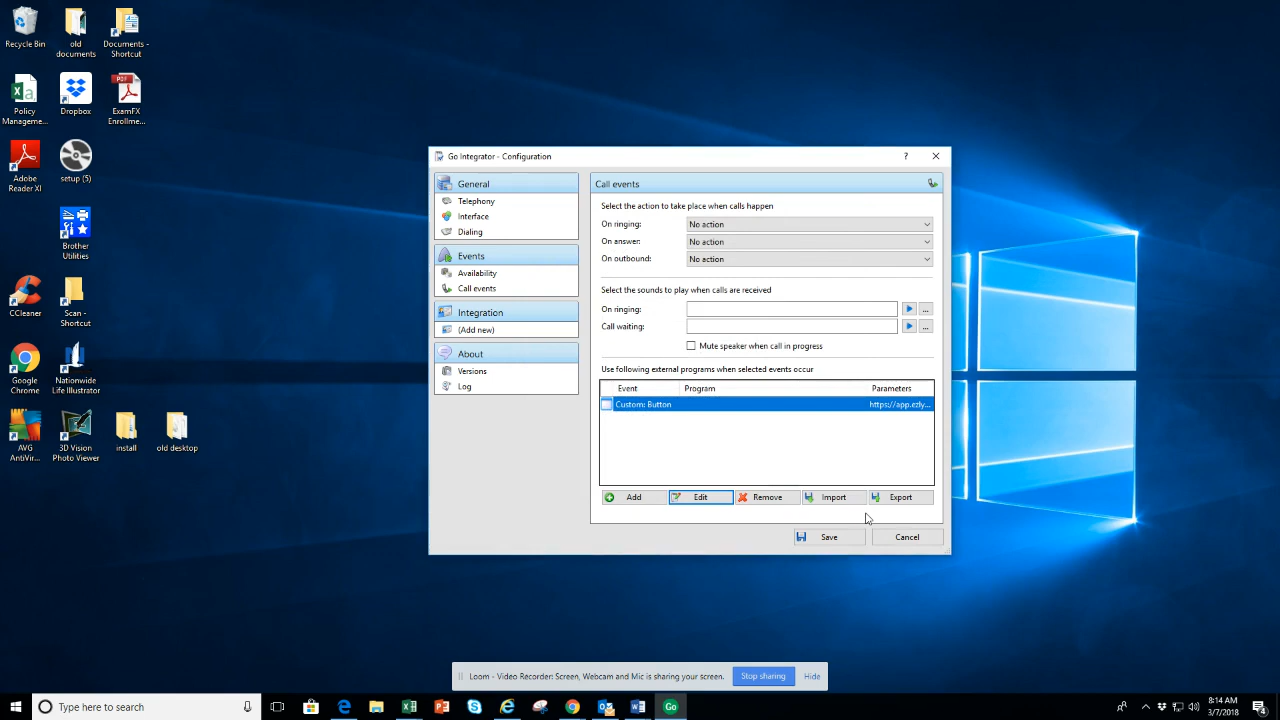 Recycle Bin
old
documents
Documents -
Shortcut
Policy
Manageme...
Dropbox
PDF
ExamFX
Enrollme...
Adobe
Reader XI
setup (5)
Brother
Utilities
CCleaner
Scan -
Shortcut
Google
Chrome
Nationwide
Life Illustrator
AVG
AntiVir...
3D Vision
Photo Viewer
install
old desktop
Go Integrator - Configuration
?
General
Telephony
Interface
Dialing
Events
Availability
Call events
Integration
(Add new)
About
Versions
Log
Call events
Select the action to take place when calls happen
On ringing: No action
On answer: No action
On outbound: No action
Select the sounds to play when calls are received
On ringing: ...
Call waiting: ...
Mute speaker when call in progress
Use following external programs when selected events occur
Event Program Parameters
Custom: Button https://app.ezly...
Add Edit Remove Import Export
Save Cancel
Loom - Video Recorder: Screen, Webcam and Mic is sharing your screen. Stop sharing Hide
Type here to search
Go
8:14 AM
3/7/2018